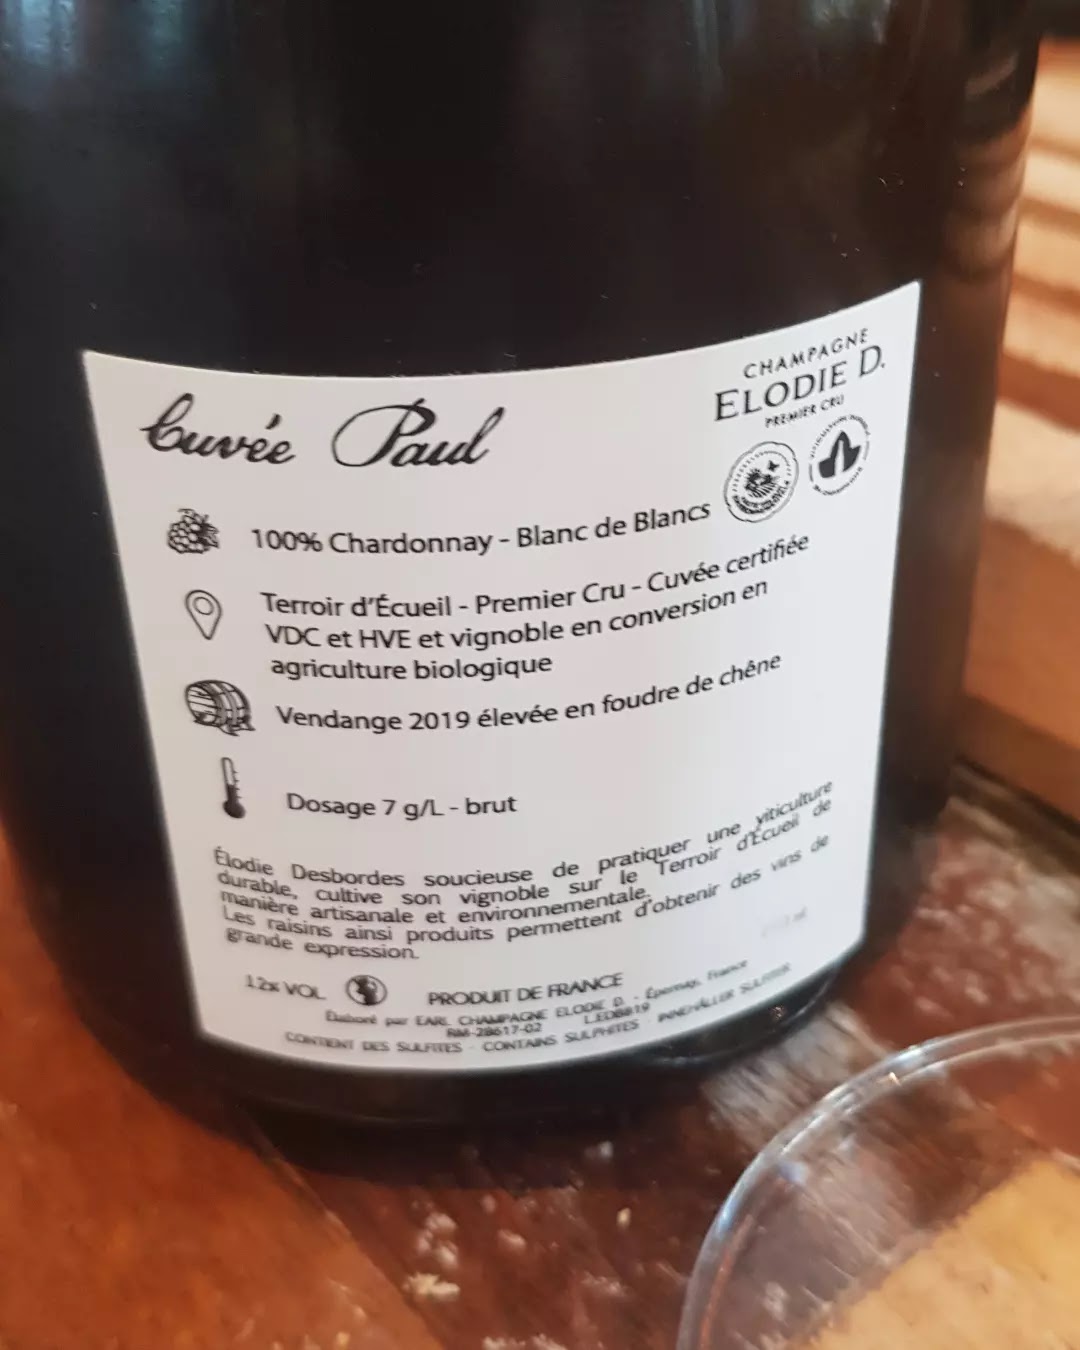 CHAMPAGNE
ELODIE D.
PREMIER CRU
Cuvée Paul
100% Chardonnay - Blanc de Blancs
Terroir d'Écueil - Premier Cru - Cuvée certifiée
VDC et HVE et vignoble en conversion en
agriculture biologique
Vendange 2019 élevée en foudre de chêne
Dosage 7 g/L - brut
Élodie Desbordes soucieuse de pratiquer une viticulture
durable, cultive son vignoble sur le Terroir d'Écueil de
manière artisanale et environnementale.
Les raisins ainsi produits permettent d'obtenir des vins de
grande expression.
12% VOL
PRODUIT DE FRANCE
Élaboré par EARL CHAMPAGNE ELODIE D. - Épernay, France
RM-28617-02 L.EDBB19
CONTIENT DES SULFITES - CONTAINS SULPHITES - INNEHÅLLER SULFITER